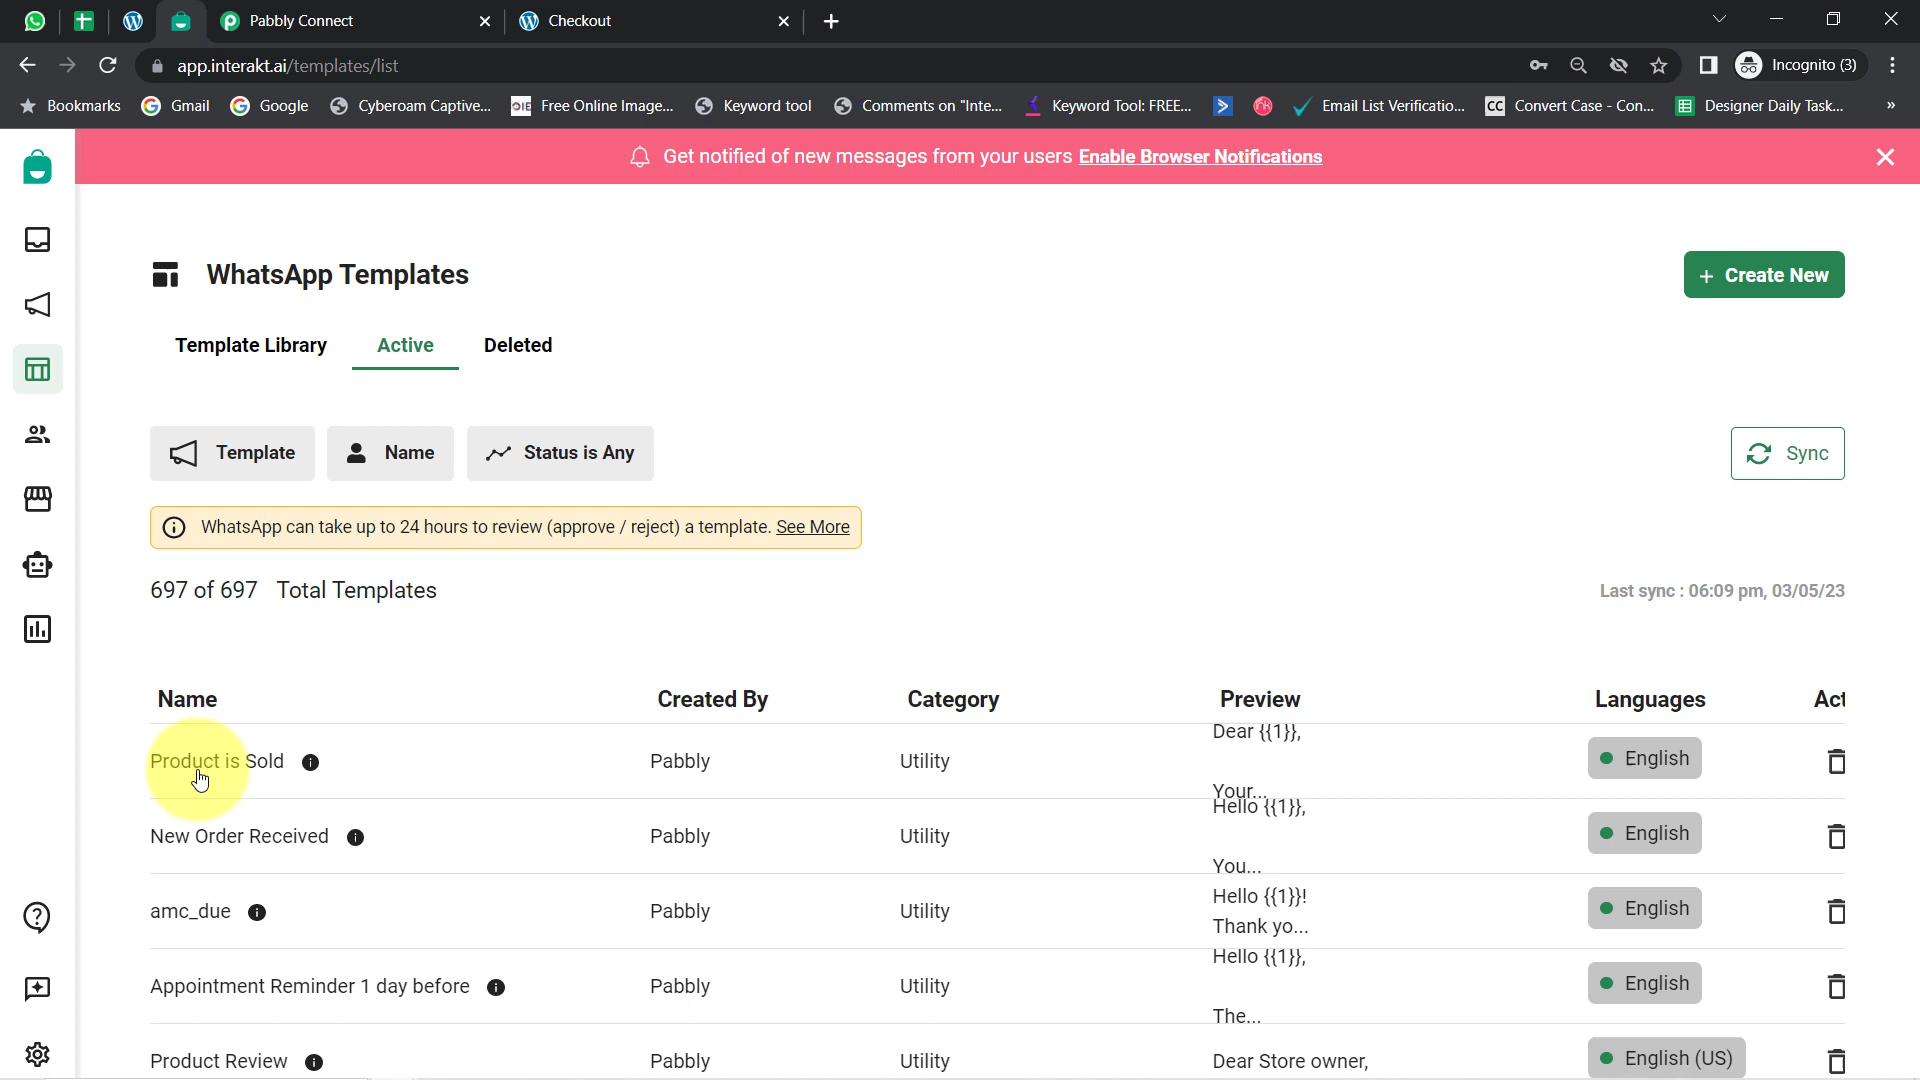 Pabbly Connect
Checkout
app.interakt.ai/templates/list
Incognito (3)
Bookmarks
Gmail
Google
Cyberoam Captive...
OIE
Free Online Image...
Keyword tool
Comments on "Inte...
Keyword Tool: FREE...
Email List Verificatio...
CC
Convert Case - Con...
Designer Daily Task...
»
Get notified of new messages from your users Enable Browser Notifications
WhatsApp Templates
+ Create New
Template Library
Active
Deleted
Template
Name
Status is Any
Sync
WhatsApp can take up to 24 hours to review (approve / reject) a template. See More
697 of 697 Total Templates
Last sync : 06:09 pm, 03/05/23
Name
Created By
Category
Preview
Languages
Act
Product is Sold
Pabbly
Utility
Dear {{1}},
Your...
English
New Order Received
Pabbly
Utility
Hello {{1}},
You...
English
amc_due
Pabbly
Utility
Hello {{1}}!
Thank yo...
English
Appointment Reminder 1 day before
Pabbly
Utility
Hello {{1}},
The...
English
Product Review
Pabbly
Utility
Dear Store owner,
English (US)